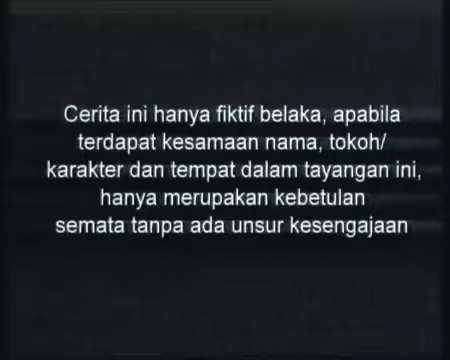 Cerita ini hanya fiktif belaka, apabila
terdapat kesamaan nama, tokoh/
karakter dan tempat dalam tayangan ini,
hanya merupakan kebetulan
semata tanpa ada unsur kesengajaan